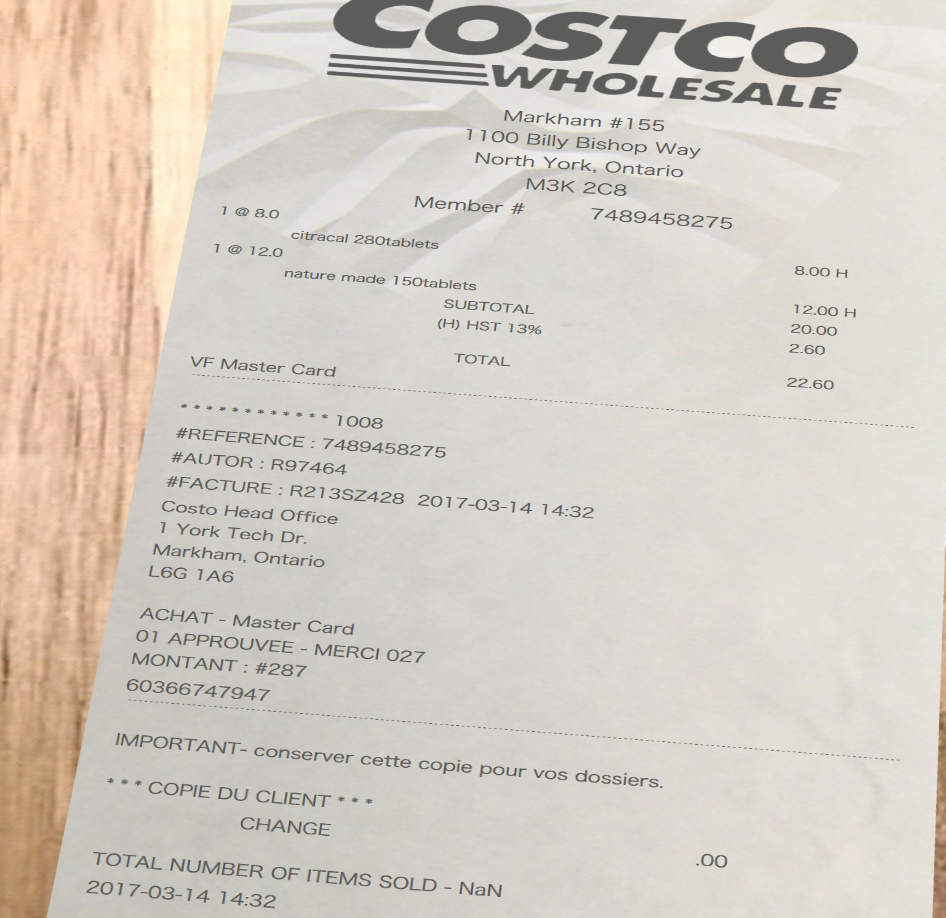 COSTCO
WHOLESALE
Markham #155
1100 Billy Bishop Way
North York, Ontario
M3K 2C8
Member # 7489458275
1 @ 8.0
citracal 280tablets 8.00 H
1 @ 12.0
nature made 150tablets 12.00 H
SUBTOTAL 20.00
(H) HST 13% 2.60
TOTAL 22.60
VF Master Card
************1008
#REFERENCE : 7489458275
#AUTOR : R97464
#FACTURE : R213SZ428 2017-03-14 14:32
Costo Head Office
1 York Tech Dr.
Markham, Ontario
L6G 1A6
ACHAT - Master Card
01 APPROUVEE - MERCI 027
MONTANT : #287
60366747947
IMPORTANT- conserver cette copie pour vos dossiers.
***COPIE DU CLIENT***
CHANGE .00
TOTAL NUMBER OF ITEMS SOLD - NaN
2017-03-14 14:32